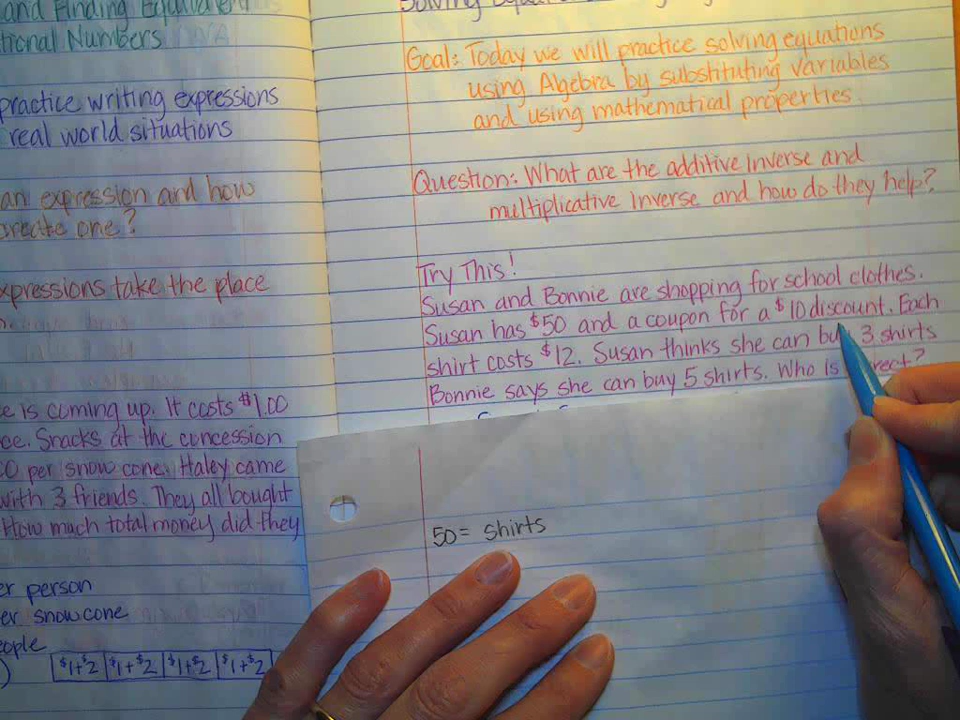 and Finding
tional Numbers
practice writing expressions
real world situations
an expression and how
create one?
expressions take the place
is coming up. It costs $1.00
Snacks at the concession
per snow cone. Haley came
with 3 friends. They all bought
How much total money did they
person
snow cone
$1+$2 $1+$2 $1+$2 $1+$2
Solving
Goal: Today we will practice solving equations
using Algebra by substituting variables
and using mathematical properties.
Question: What are the additive inverse and
multiplicative inverse and how do they help?
Try This!
Susan and Bonnie are shopping for school clothes.
Susan has $50 and a coupon for a $10 discount. Each
shirt costs $12. Susan thinks she can buy 3 shirts
Bonnie says she can buy 5 shirts. Who is correct?
50 = shirts